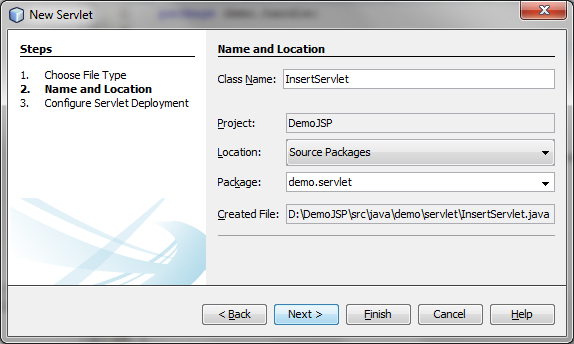 New Servlet
Steps
1. Choose File Type
2. Name and Location
3. Configure Servlet Deployment
Name and Location
Class Name: InsertServlet
Project: DemoJSP
Location: Source Packages
Package: demo.servlet
Created File: D:\DemoJSP\src\java\demo\servlet\InsertServlet.java
< Back Next > Finish Cancel Help